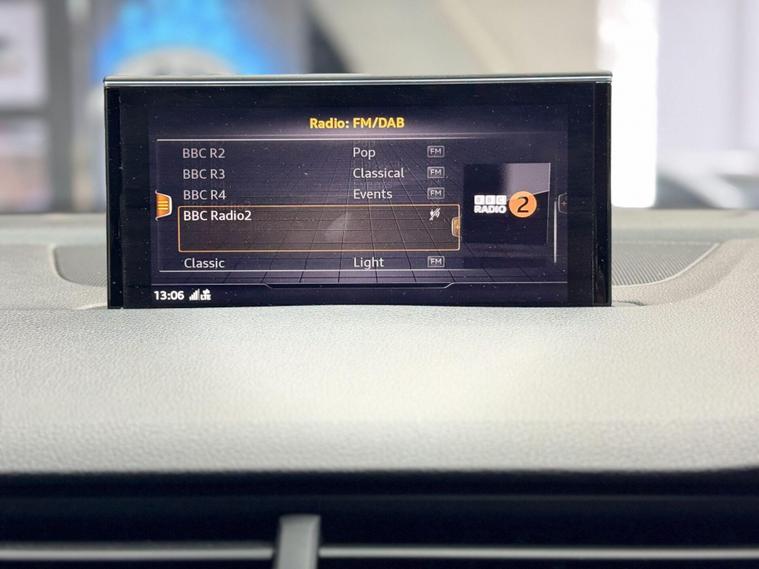 Radio: FM/DAB
BBC R2 Pop FM
BBC R3 Classical FM
BBC R4 Events FM
BBC Radio2
BBC
RADIO 2
Classic Light FM
13:06 LTE